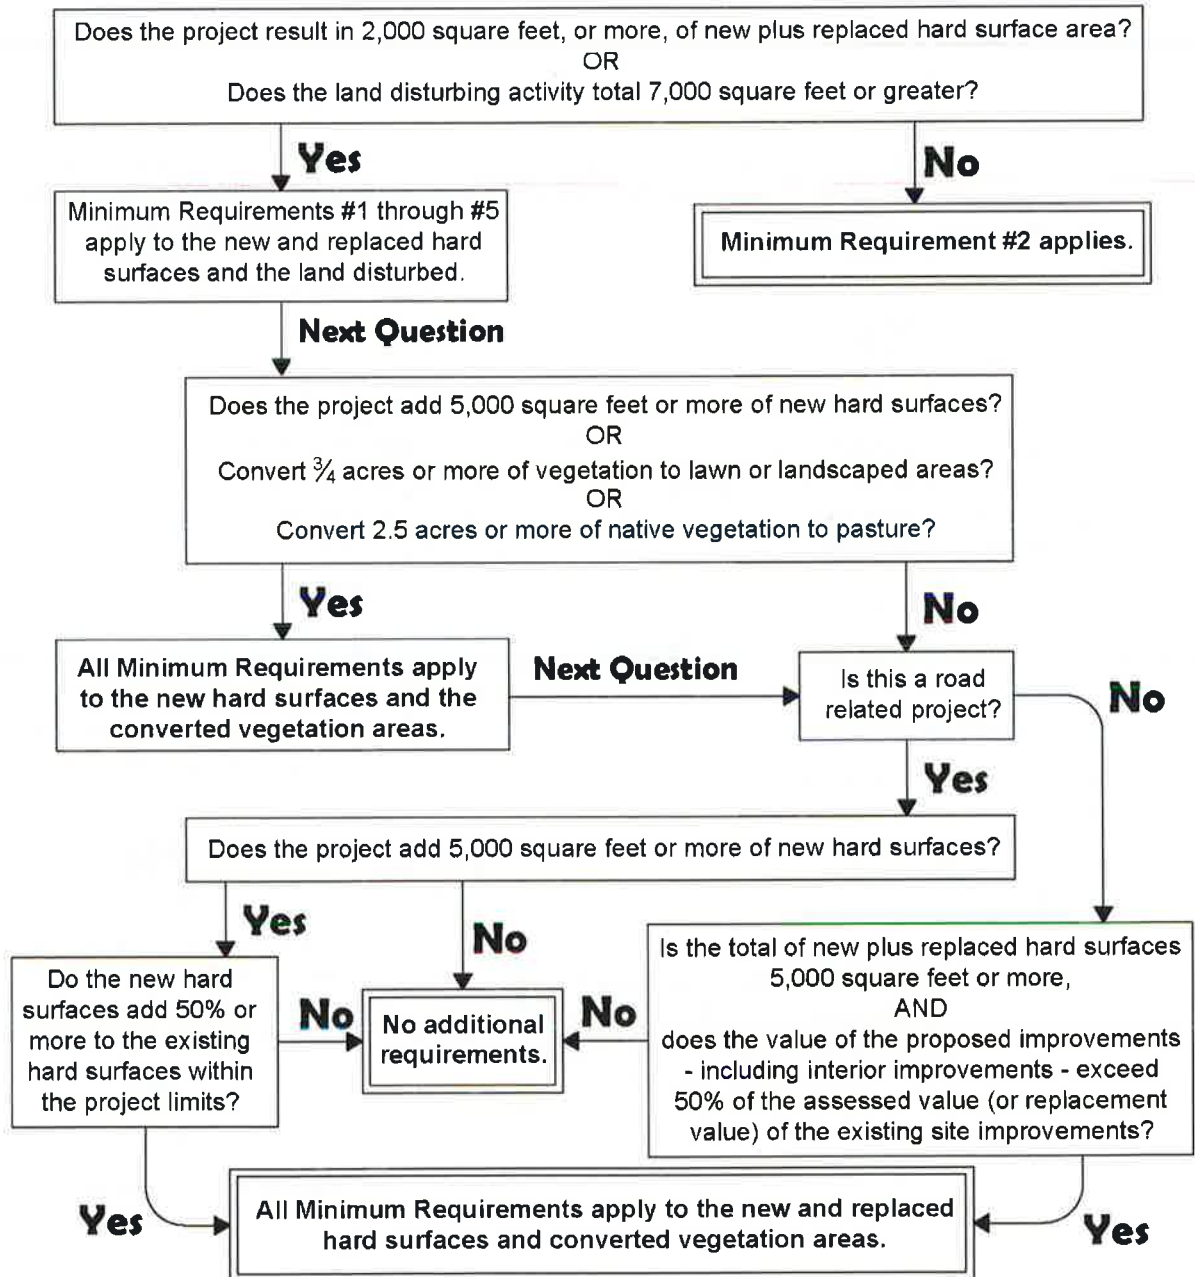 Does the project result in 2,000 square feet, or more, of new plus replaced hard surface area?
OR
Does the land disturbing activity total 7,000 square feet or greater?
Yes
No
Minimum Requirements #1 through #5
apply to the new and replaced hard
surfaces and the land disturbed.
Minimum Requirement #2 applies.
Next Question
Does the project add 5,000 square feet or more of new hard surfaces?
OR
Convert ¾ acres or more of vegetation to lawn or landscaped areas?
OR
Convert 2.5 acres or more of native vegetation to pasture?
Yes
No
All Minimum Requirements apply
to the new hard surfaces and the
converted vegetation areas.
Next Question
Is this a road
related project?
No
Yes
Does the project add 5,000 square feet or more of new hard surfaces?
Yes
No
Do the new hard
surfaces add 50% or
more to the existing
hard surfaces within
the project limits?
No
No additional
requirements.
No
Is the total of new plus replaced hard surfaces
5,000 square feet or more,
AND
does the value of the proposed improvements
- including interior improvements - exceed
50% of the assessed value (or replacement
value) of the existing site improvements?
Yes
All Minimum Requirements apply to the new and replaced
hard surfaces and converted vegetation areas.
Yes